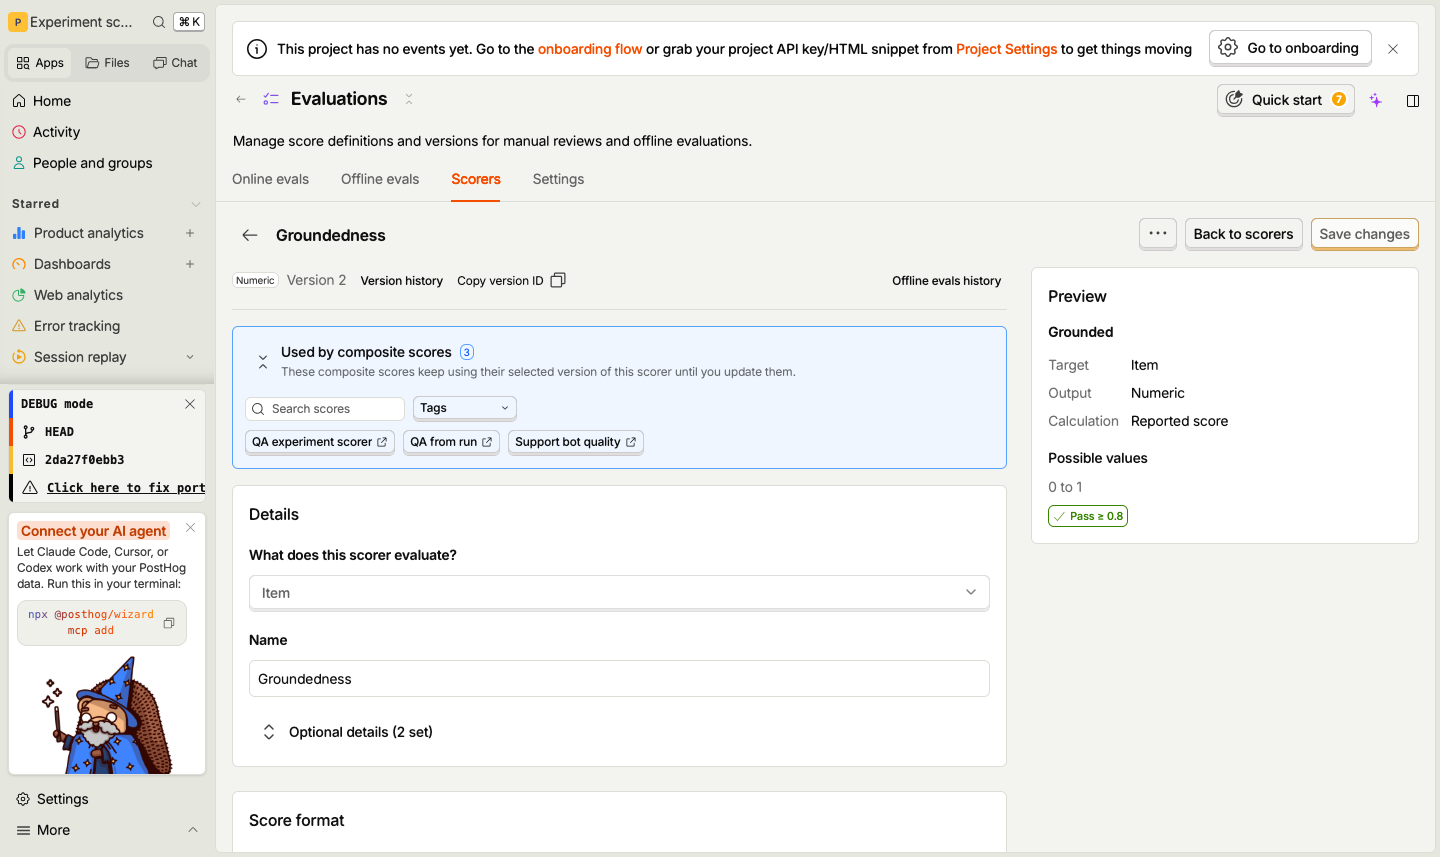 P Experiment sc... ⌘ K
Apps Files Chat
Home
Activity
People and groups
Starred
Product analytics
Dashboards
Web analytics
Error tracking
Session replay
DEBUG mode
HEAD
2da27f0ebb3
Click here to fix port
Connect your AI agent
Let Claude Code, Cursor, or
Codex work with your PostHog
data. Run this in your terminal:
npx @posthog/wizard
mcp add
Settings
More
This project has no events yet. Go to the onboarding flow or grab your project API key/HTML snippet from Project Settings to get things moving
Go to onboarding
Evaluations
Quick start 7
Manage score definitions and versions for manual reviews and offline evaluations.
Online evals Offline evals Scorers Settings
Groundedness
Back to scorers Save changes
Numeric Version 2 Version history Copy version ID Offline evals history
Used by composite scores 3
These composite scores keep using their selected version of this scorer until you update them.
Search scores Tags
QA experiment scorer QA from run Support bot quality
Details
What does this scorer evaluate?
Item
Name
Groundedness
Optional details (2 set)
Score format
Preview
Grounded
Target Item
Output Numeric
Calculation Reported score
Possible values
0 to 1
Pass ≥ 0.8